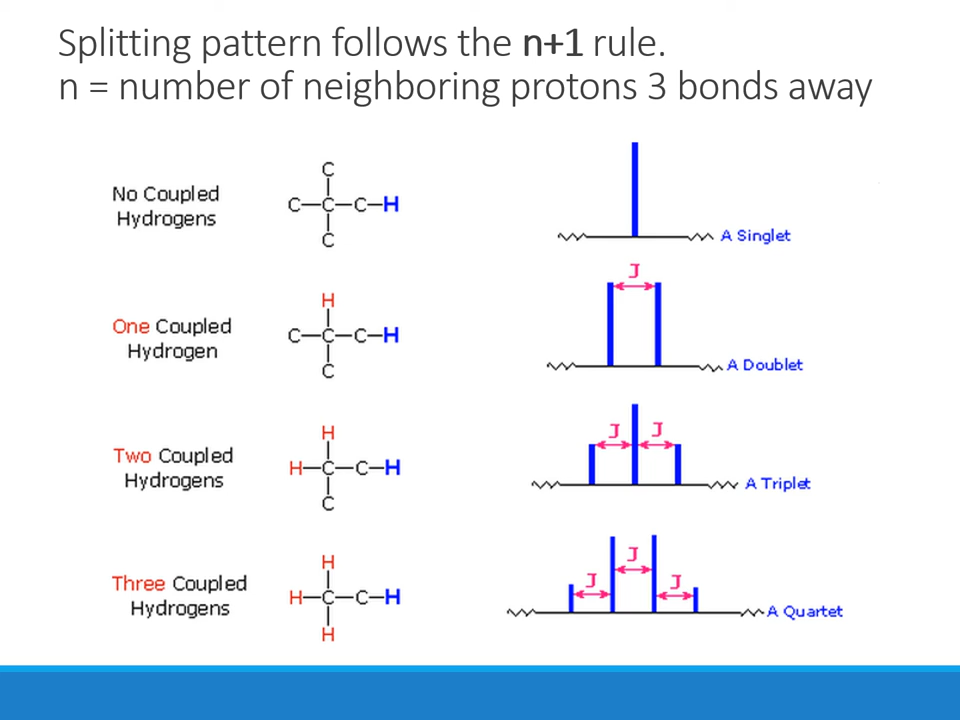 Splitting pattern follows the n+1 rule.
n = number of neighboring protons 3 bonds away
No Coupled
Hydrogens
C
C—C—C—H
C
A Singlet
One Coupled
Hydrogen
H
C—C—C—H
C
J
A Doublet
Two Coupled
Hydrogens
H
H—C—C—H
C
J J
A Triplet
Three Coupled
Hydrogens
H
H—C—C—H
H
J J J
A Quartet